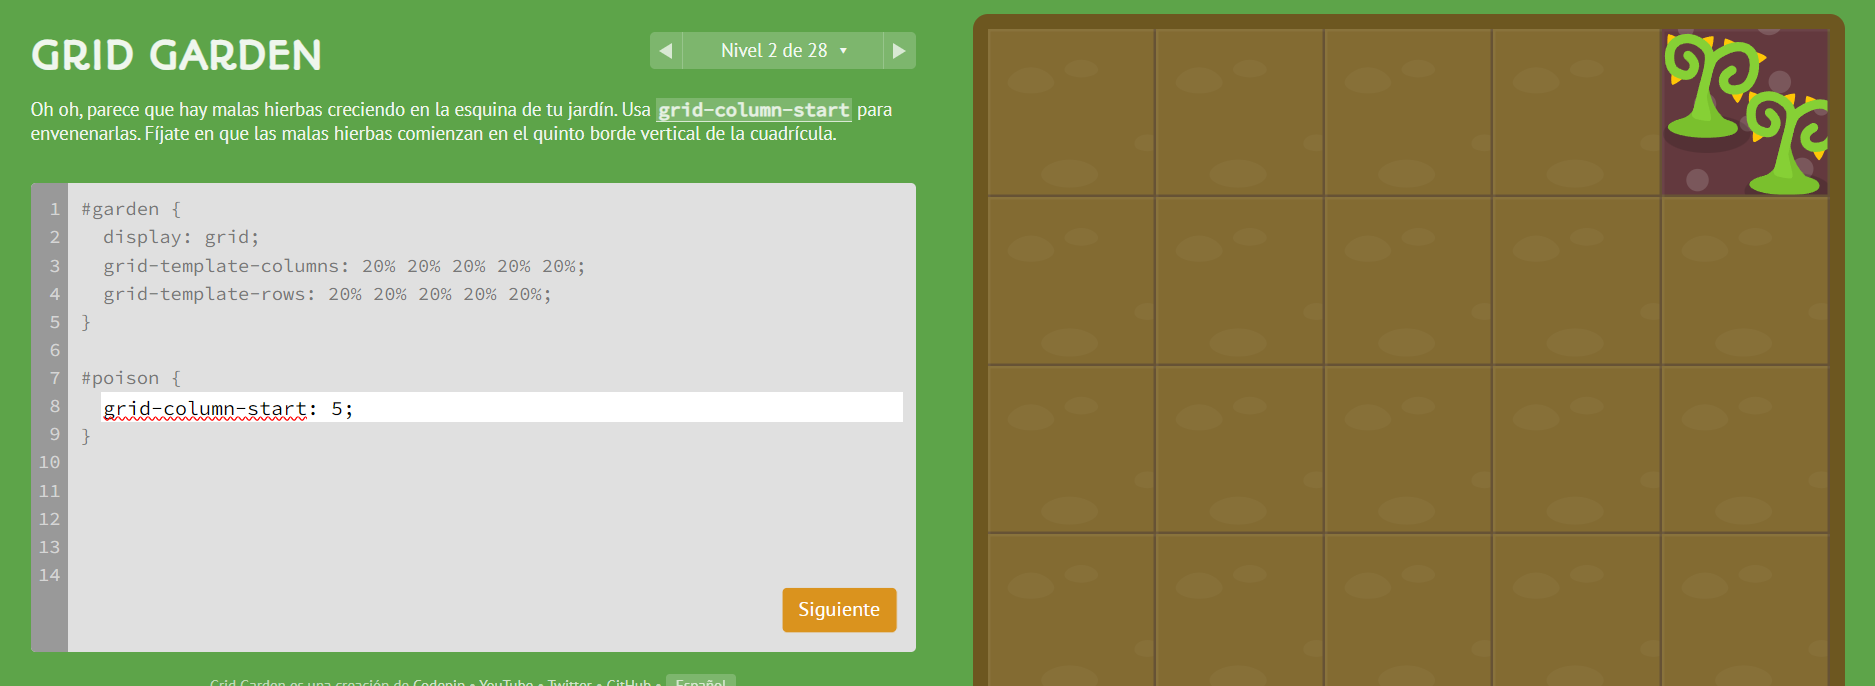 GRID GARDEN
◀ Nivel 2 de 28 ▼ ▶
Oh oh, parece que hay malas hierbas creciendo en la esquina de tu jardín. Usa grid-column-start para
envenenarlas. Fíjate en que las malas hierbas comienzan en el quinto borde vertical de la cuadrícula.
1 #garden {
2 display: grid;
3 grid-template-columns: 20% 20% 20% 20% 20%;
4 grid-template-rows: 20% 20% 20% 20% 20%;
5 }
6
7 #poison {
8 grid-column-start: 5;
9 }
10
11
12
13
14
Siguiente
Grid Garden es una creación de Codepip • YouTube • Twitter • GitHub • Español